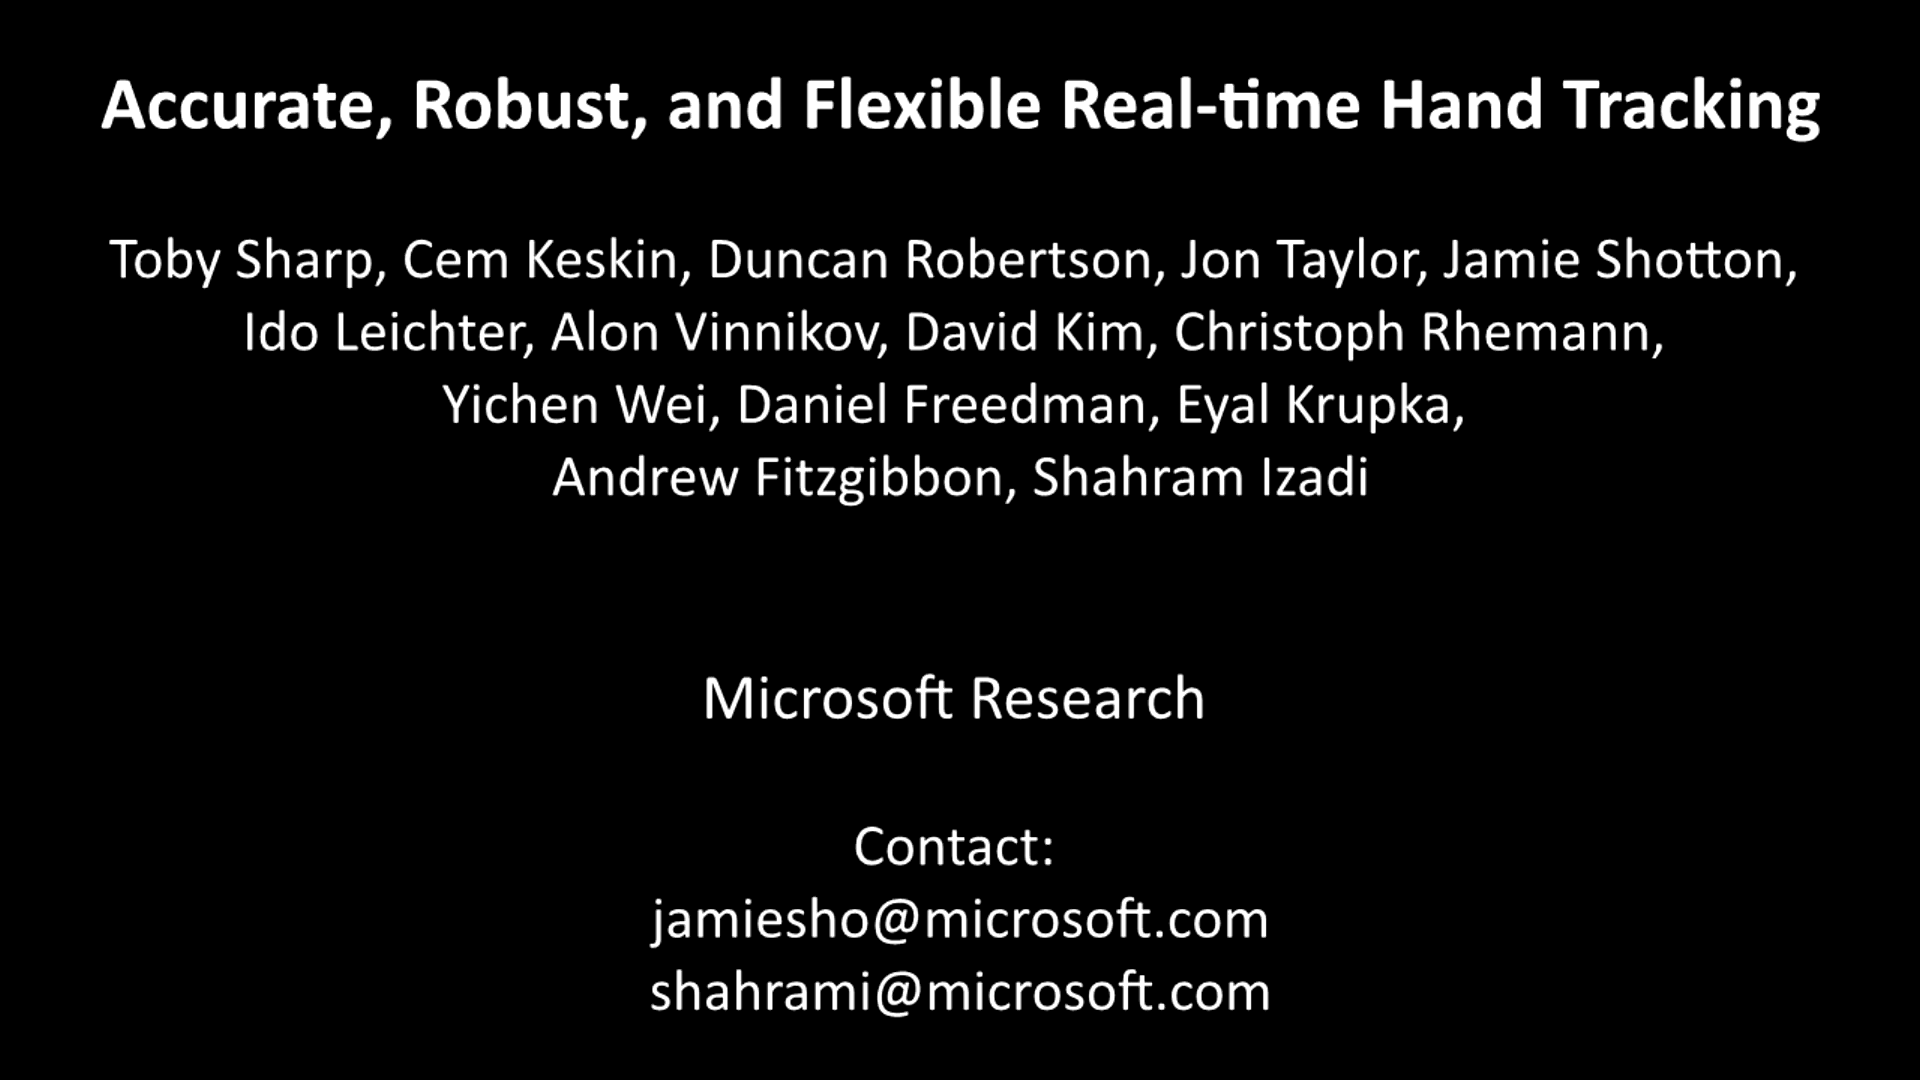 Accurate, Robust, and Flexible Real-time Hand Tracking
Toby Sharp, Cem Keskin, Duncan Robertson, Jon Taylor, Jamie Shotton,
Ido Leichter, Alon Vinnikov, David Kim, Christoph Rhemann,
Yichen Wei, Daniel Freedman, Eyal Krupka,
Andrew Fitzgibbon, Shahram Izadi
Microsoft Research
Contact:
jamiesho@microsoft.com
shahrami@microsoft.com